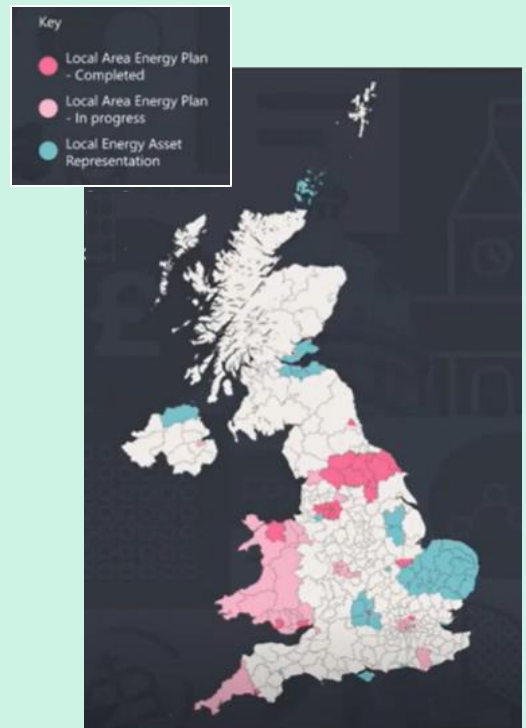 Key
Local Area Energy Plan
- Completed
Local Area Energy Plan
- In progress
Local Energy Asset
Representation